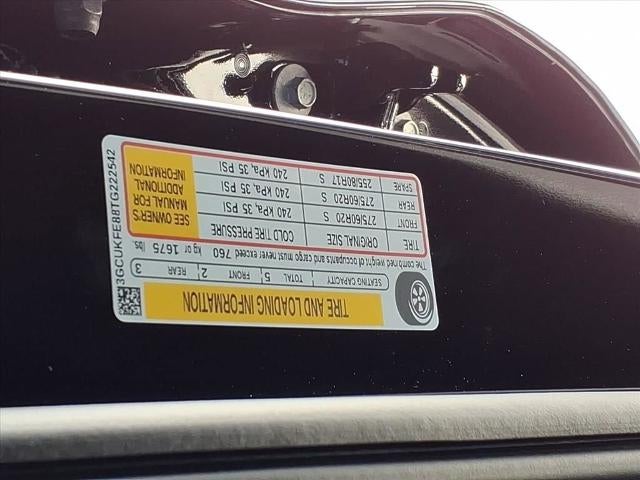 TIRE AND LOADING INFORMATION
SEATING CAPACITY TOTAL 5 FRONT 2 REAR 3
The combined weight of occupants and cargo must never exceed 760 kg or 1675 lbs.
TIRE ORIGINAL SIZE COLD TIRE PRESSURE
FRONT 275/60R20 S 240 kPa, 35 PSI
REAR 275/60R20 S 240 kPa, 35 PSI
SPARE 255/80R17 S 240 kPa, 35 PSI
SEE OWNER'S
MANUAL FOR
ADDITIONAL
INFORMATION
3GCUKFE88TG222542